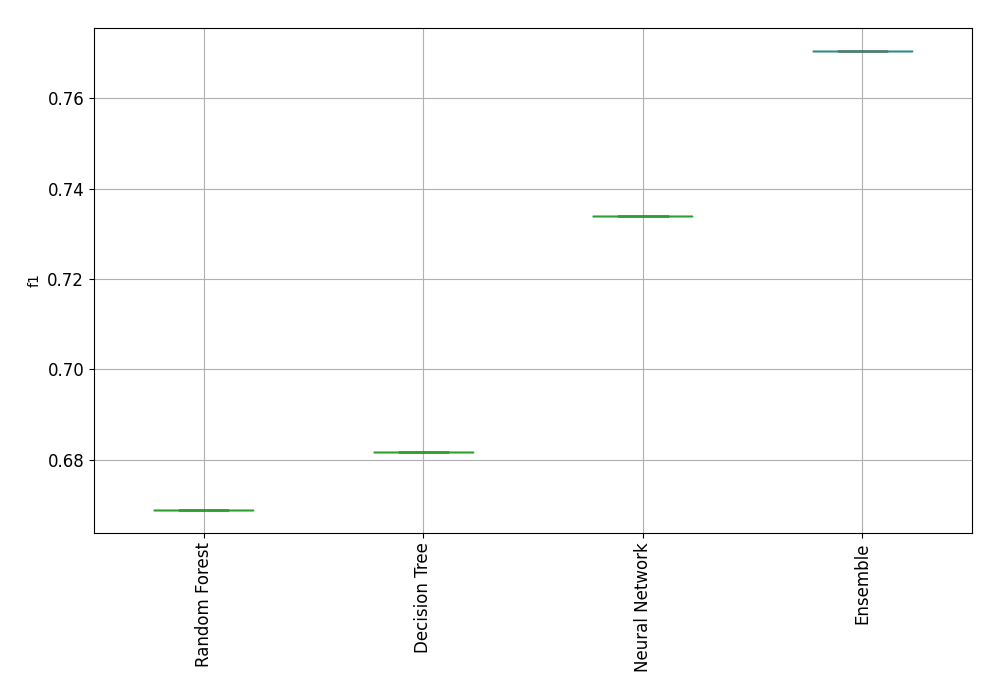 0.76
0.74
0.72
0.70
0.68
f1
Random Forest
Decision Tree
Neural Network
Ensemble